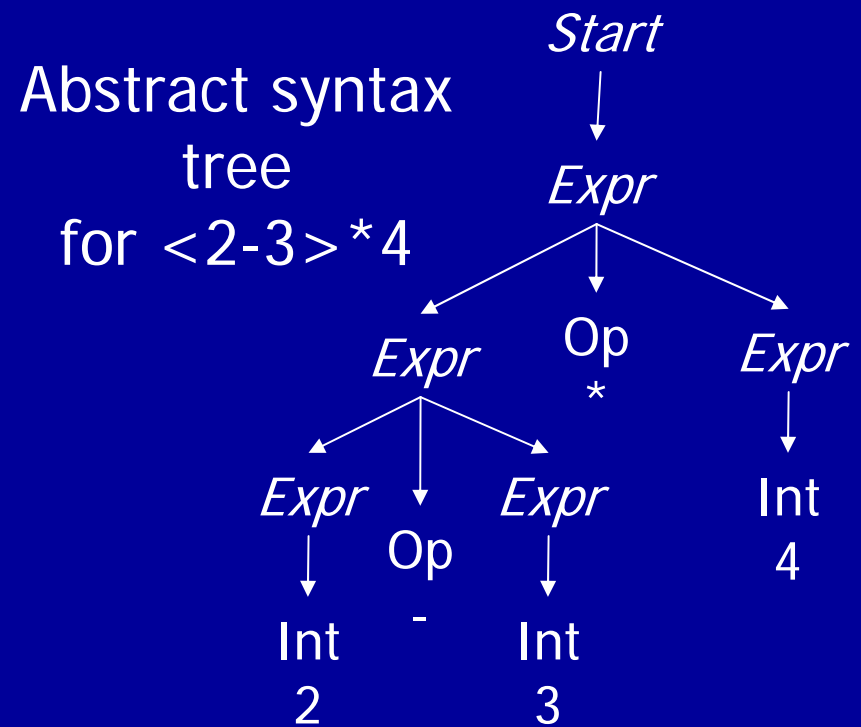 Start
Abstract syntax
tree
for <2-3>*4
Expr
Expr
Op
*
Expr
Expr
Op
-
Expr
Int
4
Int
2
Int
3